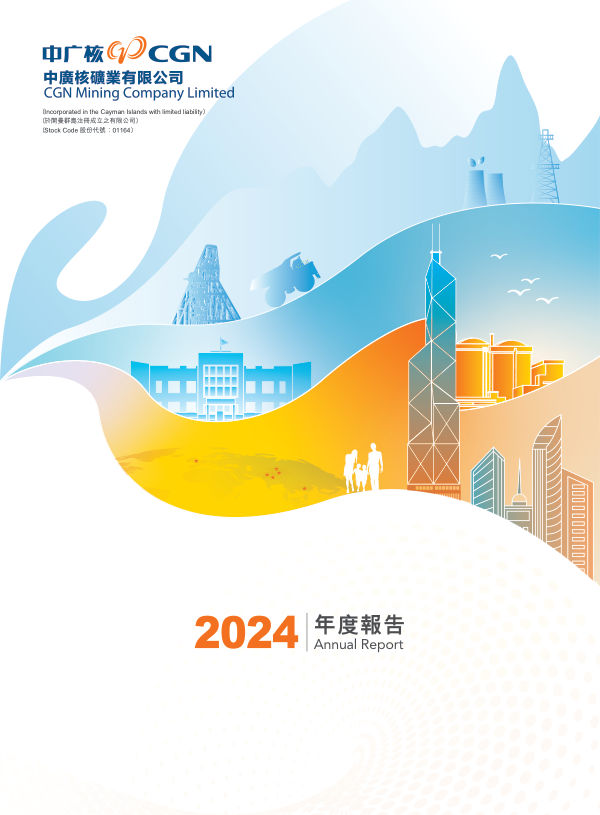 中广核 CGN
中廣核礦業有限公司
CGN Mining Company Limited
(Incorporated in the Cayman Islands with limited liability)
(於開曼群島注冊成立之有限公司)
(Stock Code 股份代號：01164)
2024 年度報告
Annual Report